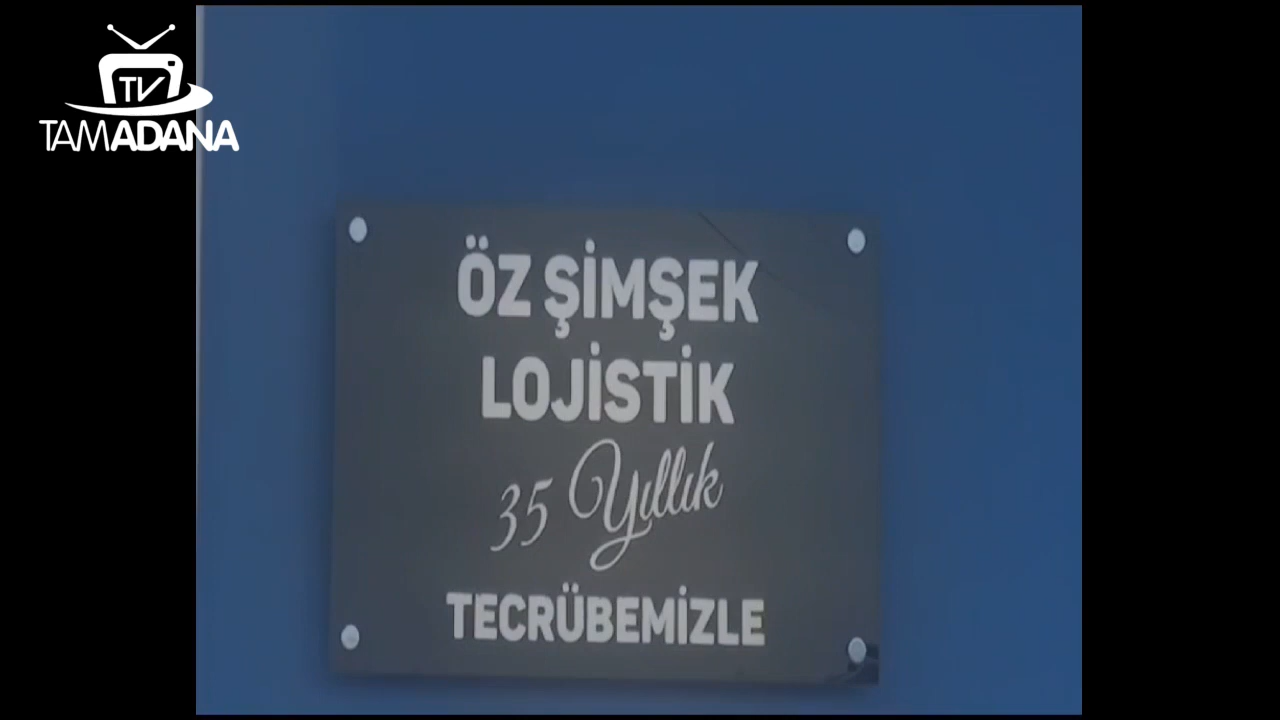 TV
TAMADANA
ÖZ ŞİMŞEK
LOJİSTİK
35 Yıllık
TECRÜBEMİZLE